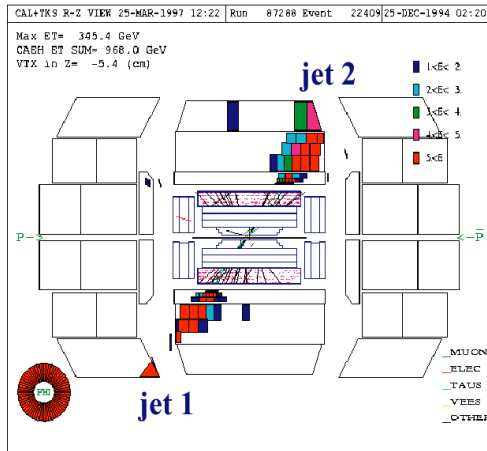 CAL+TKS R-Z VIEW 25-MAR-1997 12:22 Run 87288 Event 22409 25-DEC-1994 02:20
Max ET= 345.4 GeV
CAEH ET SUM= 968.0 GeV
VTX in Z= -5.4 (cm)
jet 2
1<E< 2.
2<E< 3.
3<E< 4.
4<E< 5.
5<E
P->
<-P̅
PHI
jet 1
MUON
ELEC
TAUS
VEES
OTHER